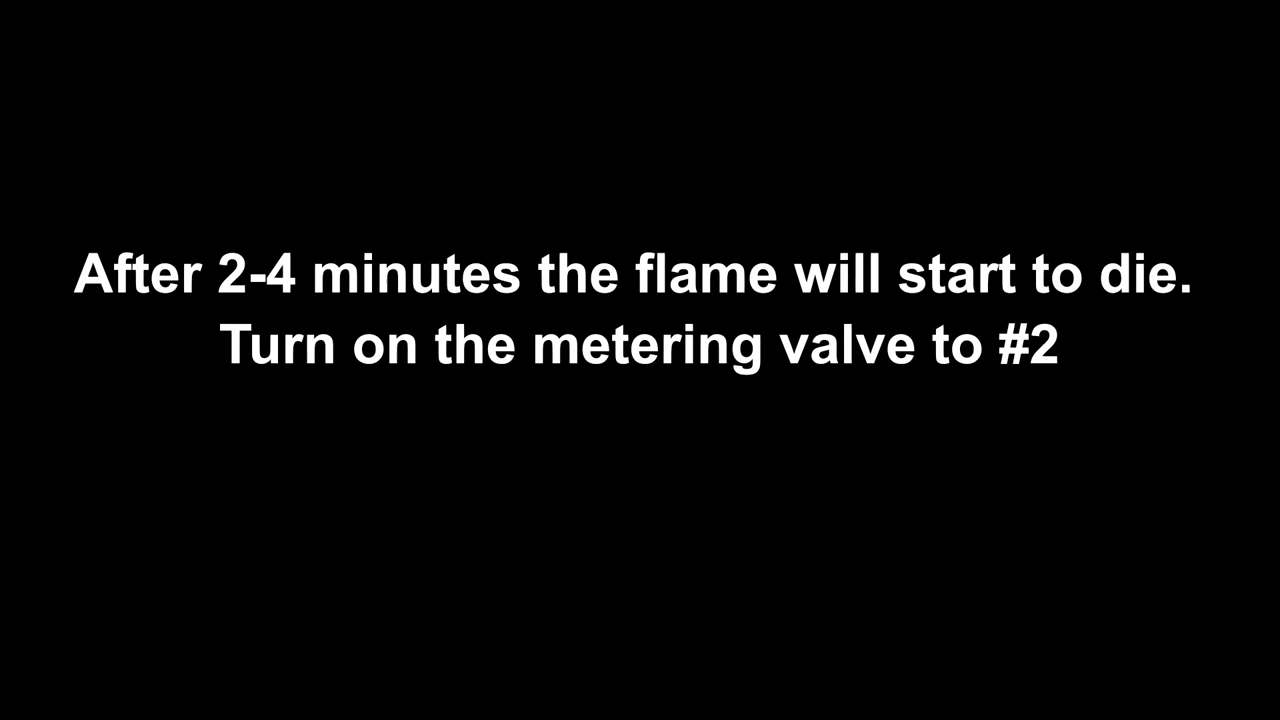 After 2-4 minutes the flame will start to die.
Turn on the metering valve to #2